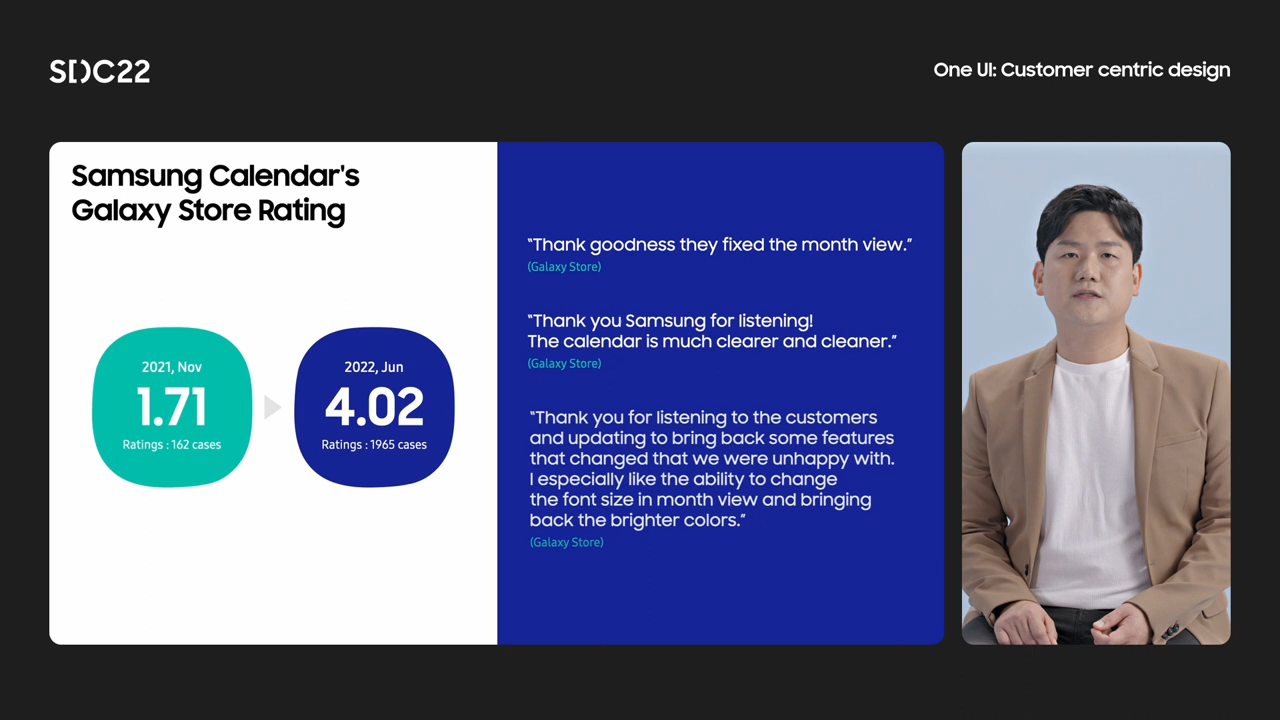 SDC22
One UI: Customer centric design
Samsung Calendar's
Galaxy Store Rating
2021, Nov
1.71
Ratings : 162 cases
2022, Jun
4.02
Ratings : 1965 cases
“Thank goodness they fixed the month view.”
(Galaxy Store)
“Thank you Samsung for listening!
The calendar is much clearer and cleaner.”
(Galaxy Store)
“Thank you for listening to the customers
and updating to bring back some features
that changed that we were unhappy with.
I especially like the ability to change
the font size in month view and bringing
back the brighter colors.”
(Galaxy Store)